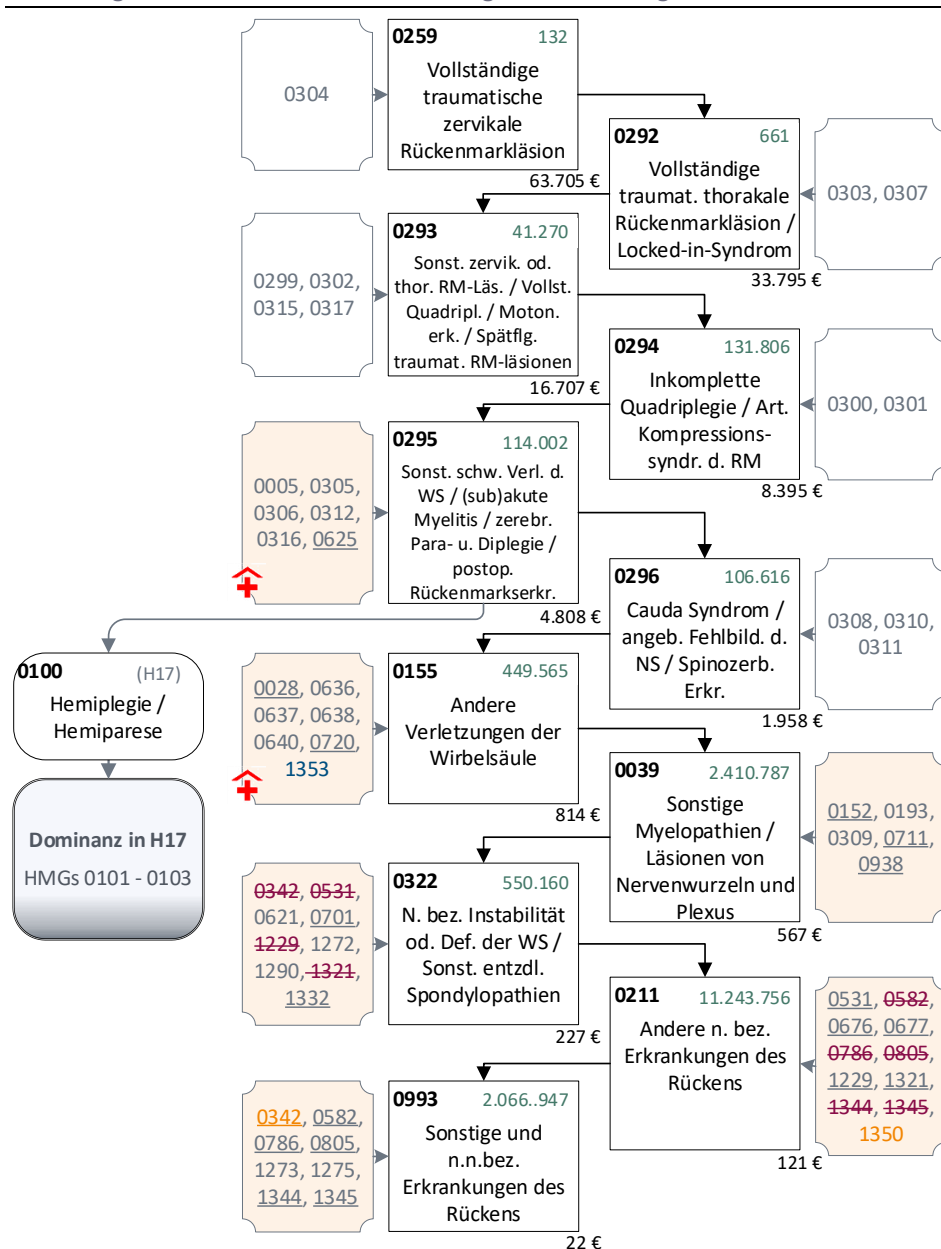 0259 132
Vollständige
traumatische
zervikale
Rückenmarkläsion
63.705 €
0304
0292 661
Vollständige
traumat. thorakale
Rückenmarkläsion /
Locked-in-Syndrom
33.795 €
0303, 0307
0293 41.270
Sonst. zervik. od.
thor. RM-Läs. / Vollst.
Quadripl. / Moton.
erk. / Spätflg.
traumat. RM-läsionen
16.707 €
0299, 0302,
0315, 0317
0294 131.806
Inkomplette
Quadriplegie / Art.
Kompressions-
syndr. d. RM
8.395 €
0300, 0301
0295 114.002
Sonst. schw. Verl. d.
WS / (sub)akute
Myelitis / zerebr.
Para- u. Diplegie /
postop.
Rückenmarkserkr.
4.808 €
0005, 0305,
0306, 0312,
0316, 0625
0296 106.616
Cauda Syndrom /
angeb. Fehlbild. d.
NS / Spinozerb.
Erkr.
1.958 €
0308, 0310,
0311
0100 (H17)
Hemiplegie /
Hemiparese
Dominanz in H17
HMGs 0101 - 0103
0155 449.565
Andere
Verletzungen der
Wirbelsäule
814 €
0028, 0636,
0637, 0638,
0640, 0720,
1353
0039 2.410.787
Sonstige
Myelopathien /
Läsionen von
Nervenwurzeln und
Plexus
567 €
0152, 0193,
0309, 0711,
0938
0322 550.160
N. bez. Instabilität
od. Def. der WS /
Sonst. entzdl.
Spondylopathien
227 €
0342, 0531,
0621, 0701,
1229, 1272,
1290, 1321,
1332
0211 11.243.756
Andere n. bez.
Erkrankungen des
Rückens
121 €
0531, 0582,
0676, 0677,
0786, 0805,
1229, 1321,
1344, 1345,
1350
0993 2.066..947
Sonstige und
n.n.bez.
Erkrankungen des
Rückens
22 €
0342, 0582,
0786, 0805,
1273, 1275,
1344, 1345